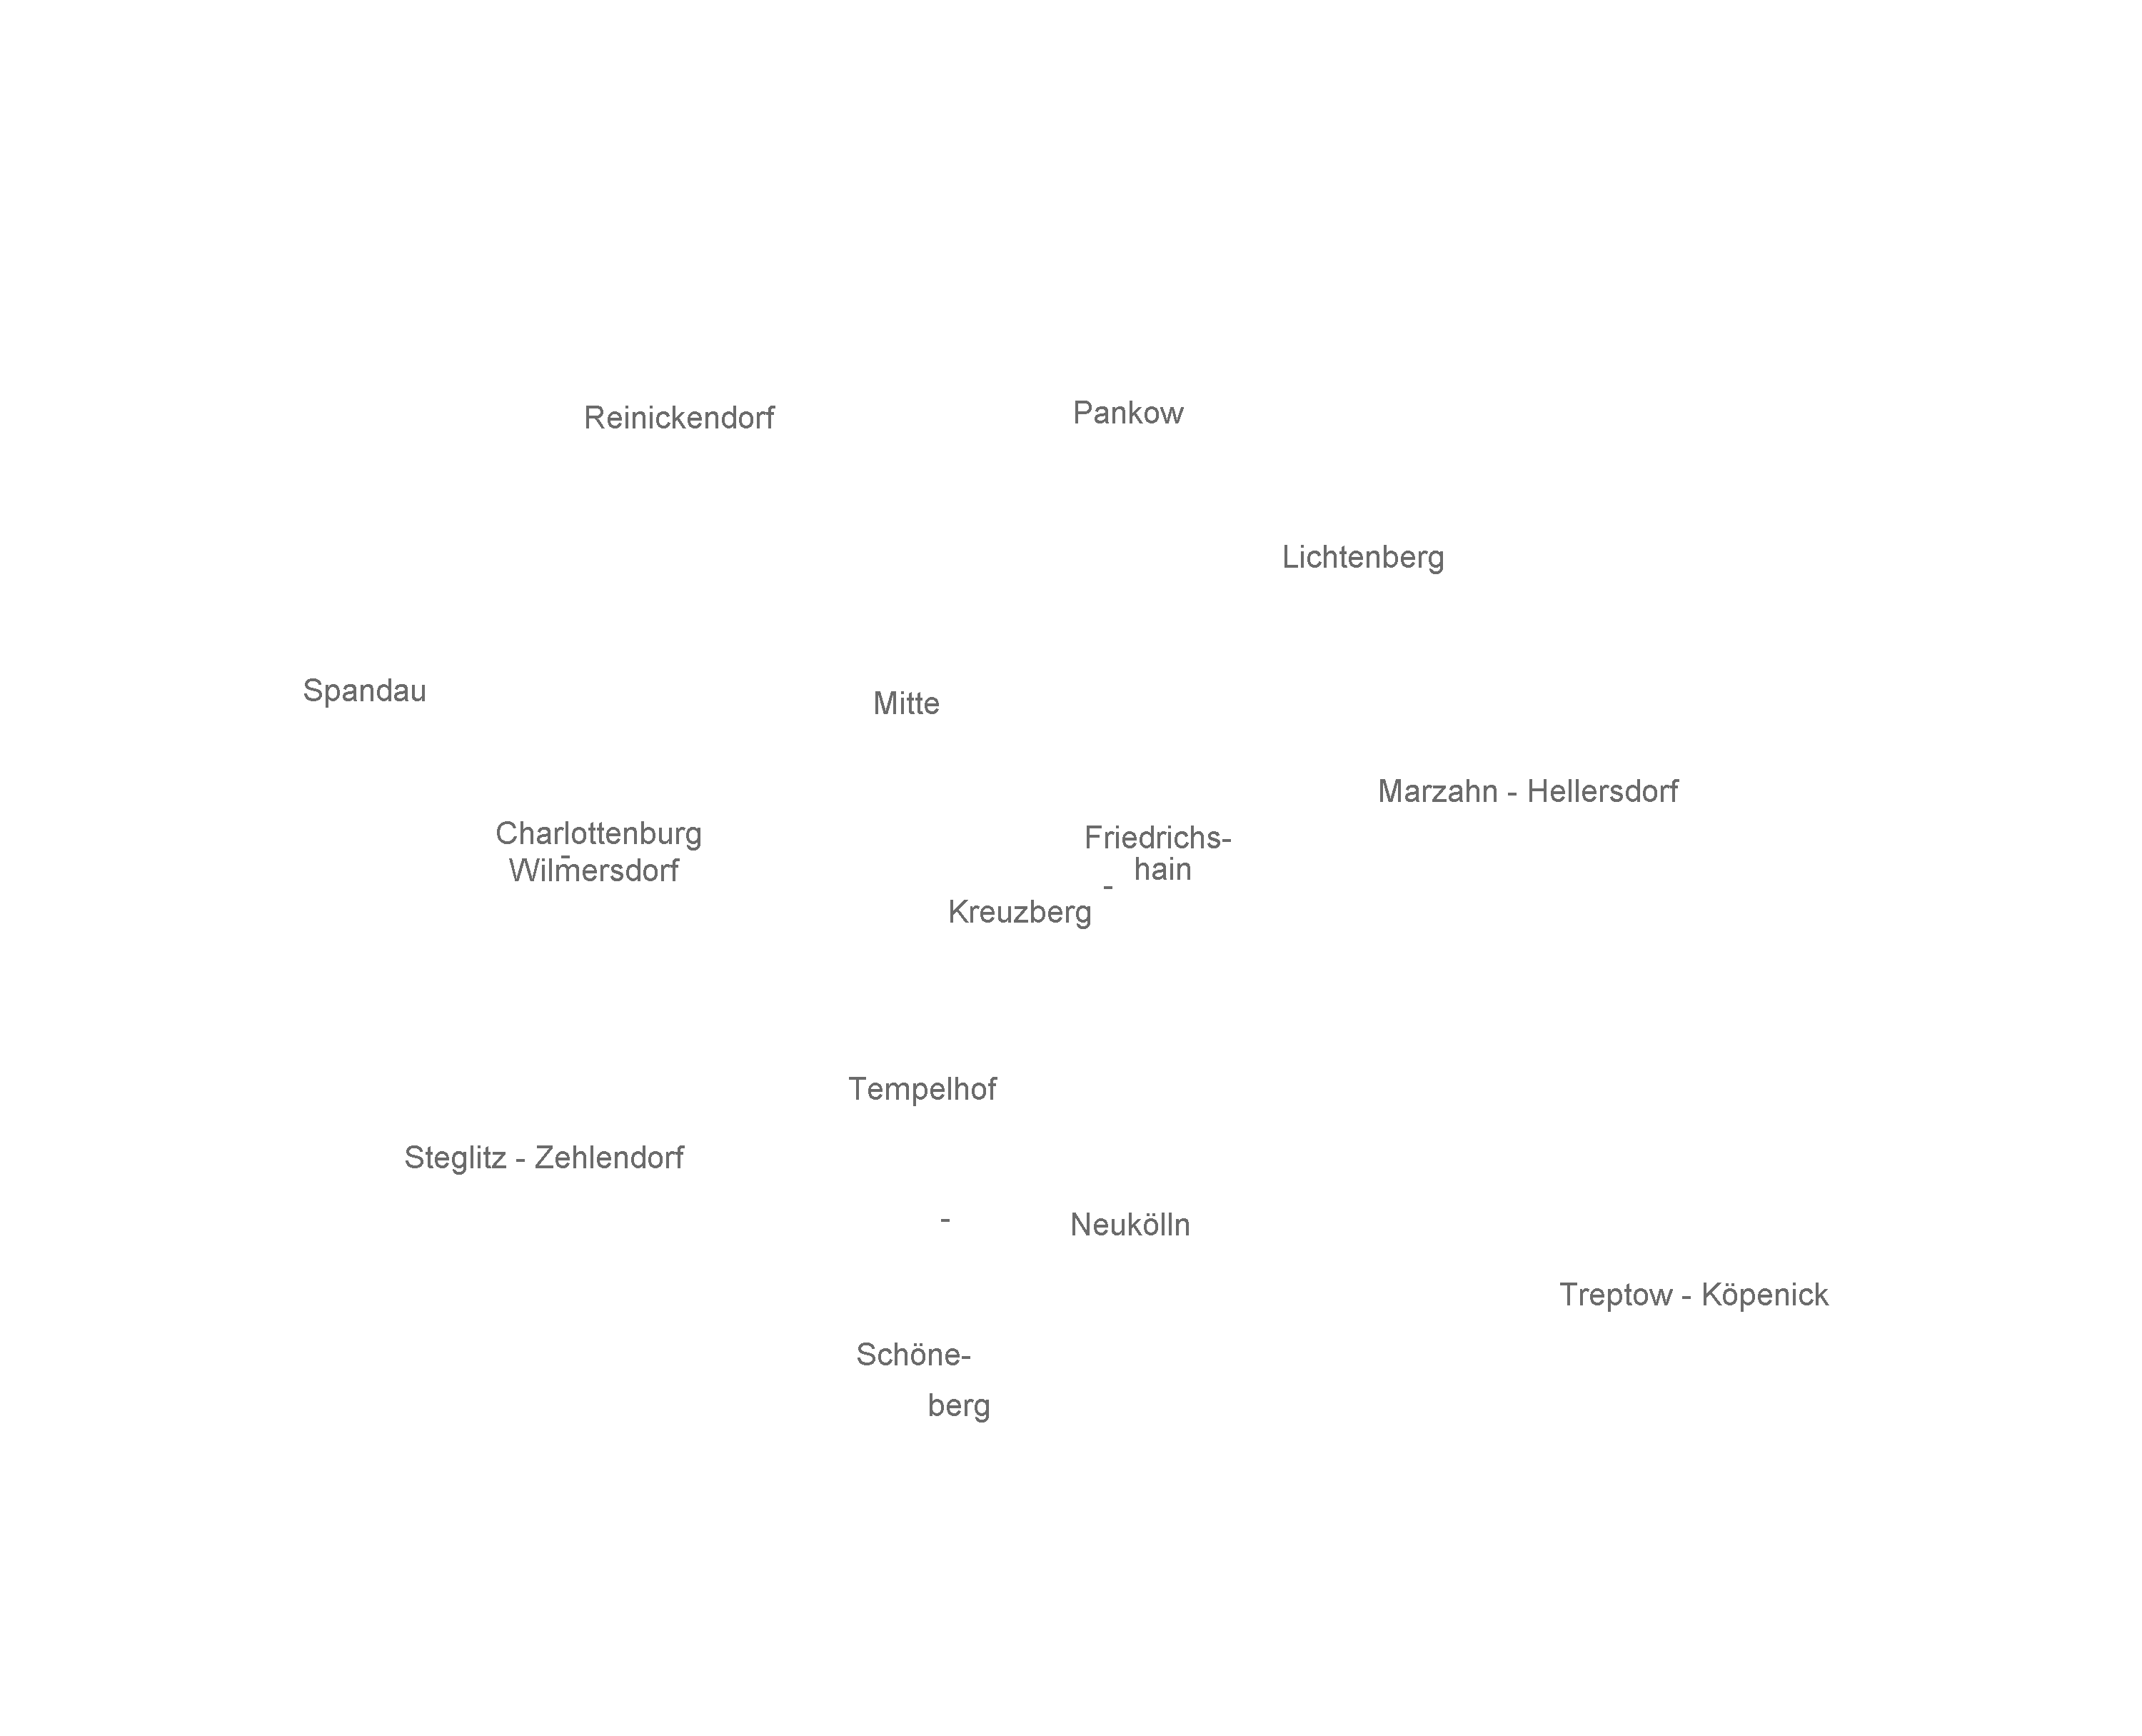 Reinickendorf
Pankow
Lichtenberg
Spandau
Mitte
Marzahn - Hellersdorf
Charlottenburg
-
Wilmersdorf
Friedrichs-
hain
-
Kreuzberg
Tempelhof
Steglitz - Zehlendorf
-
Neukölln
Treptow - Köpenick
Schöne-
berg